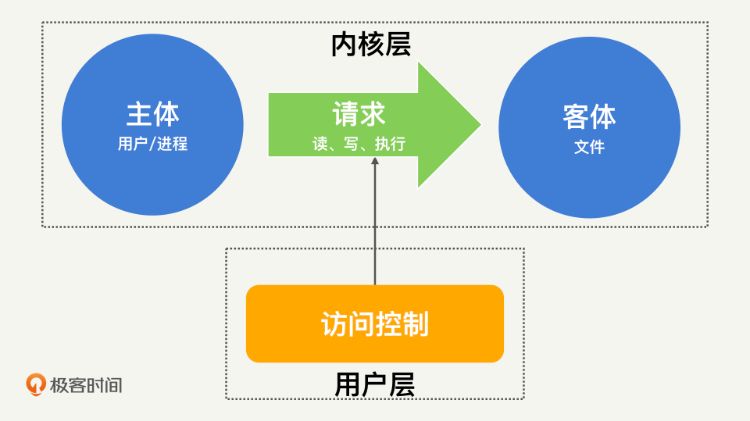 内核层
主体
用户/进程
请求
读、写、执行
客体
文件
访问控制
用户层
极客时间